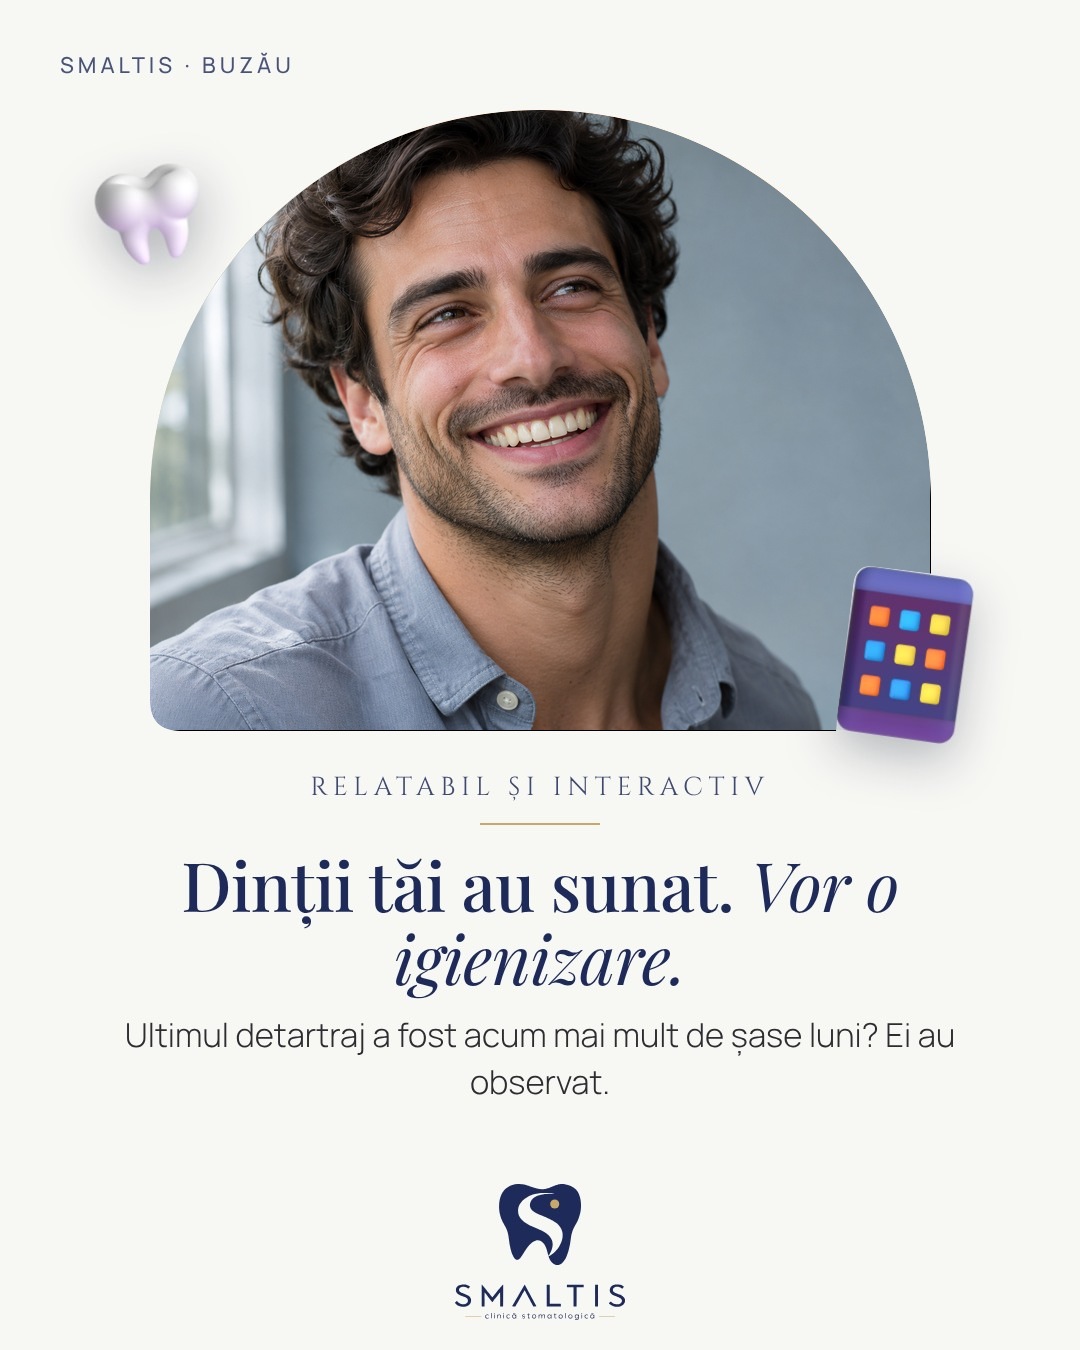 SMALTIS · BUZĂU
RELATABIL ȘI INTERACTIV
Dinții tăi au sunat. Vor o
igienizare.
Ultimul detartraj a fost acum mai mult de șase luni? Ei au
observat.
SMALTIS
clinică stomatologică